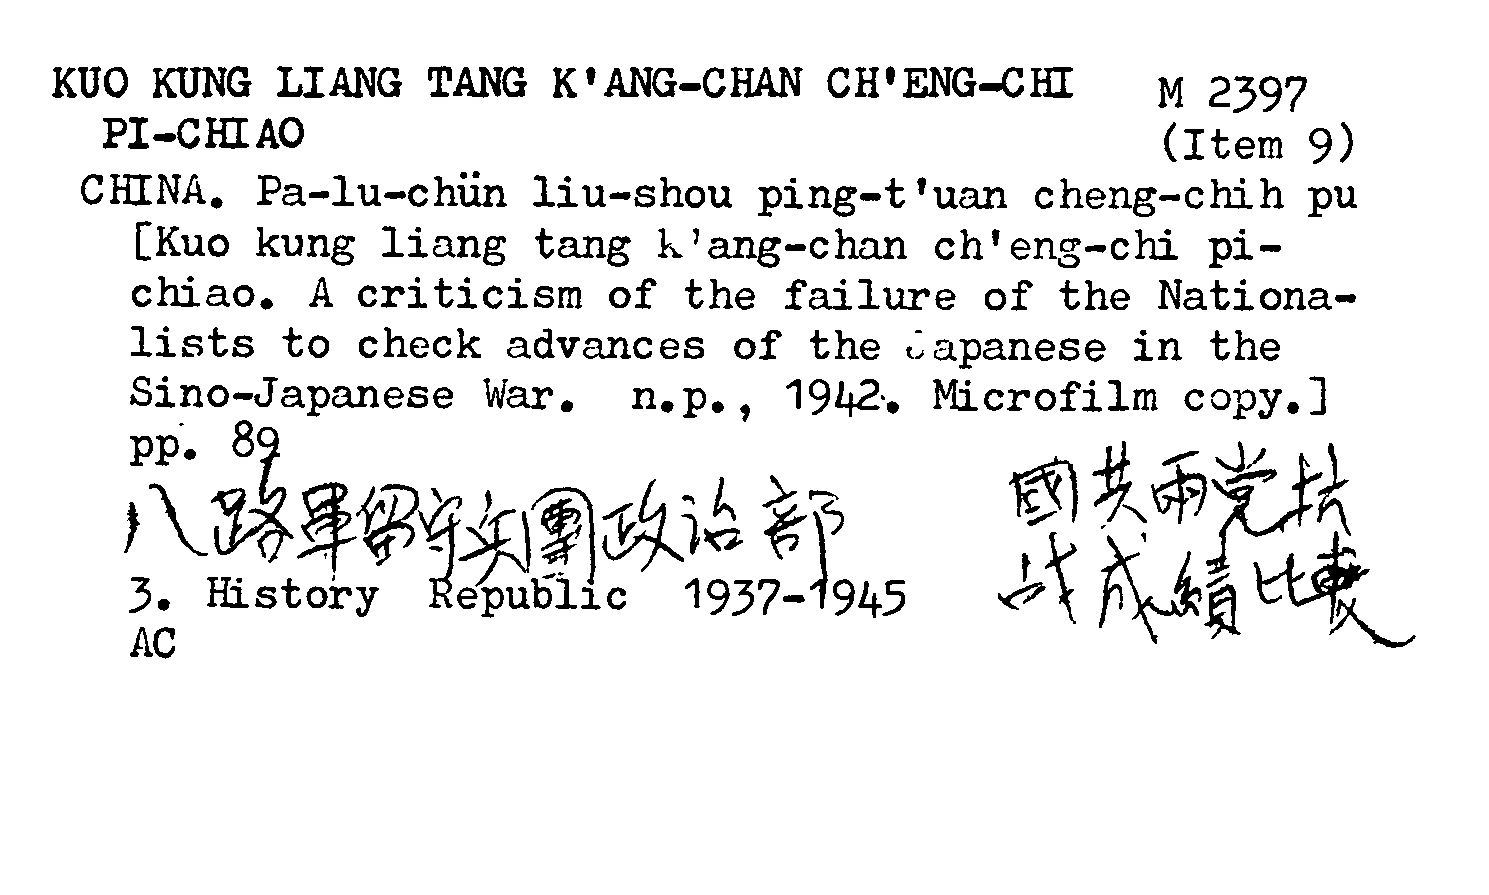 KUO KUNG LIANG TANG K'ANG-CHAN CH'ENG-CHI
PI-CHIAO
M 2397
(Item 9)
CHINA. Pa-lu-chün liu-shou ping-t'uan cheng-chih pu
[Kuo kung liang tang k'ang-chan ch'eng-chi pi-
chiao. A criticism of the failure of the Nationa-
lists to check advances of the Japanese in the
Sino-Japanese War. n.p., 1942. Microfilm copy.]
pp. 89
八路軍留守兵團政治部
國共兩党抗
战成績比較
3. History Republic 1937-1945
AC